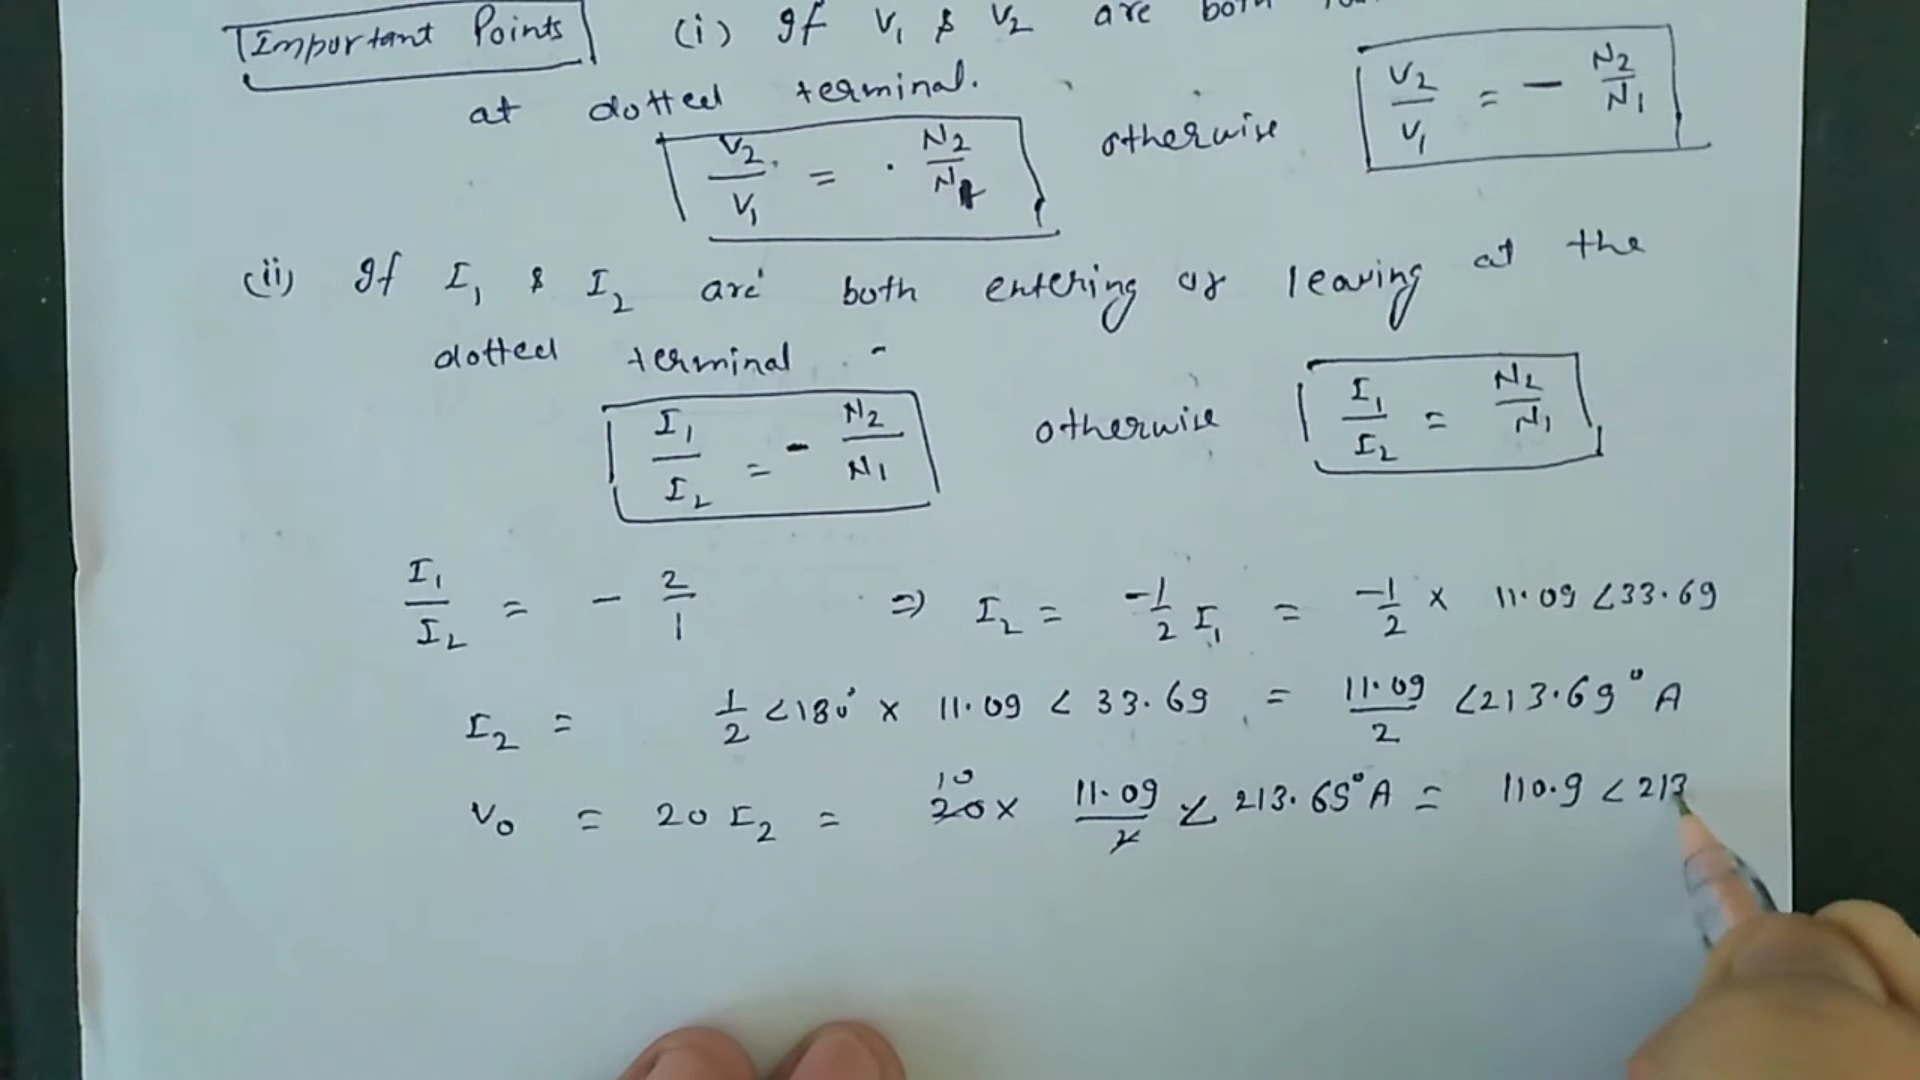 Important Points (i) If V₁ & V₂ are both
at dotted terminal.
V₂/V₁ = N₂/N₁ otherwise V₂/V₁ = - N₂/N₁
(ii) If I₁ & I₂ are both entering or leaving at the
dotted terminal -
I₁/I₂ = - N₂/N₁ otherwise I₁/I₂ = N₂/N₁
I₁/I₂ = - 2/1 ⇒ I₂ = -1/2 I₁ = -1/2 × 11.09 ∠33.69
I₂ = 1/2 ∠180° × 11.09 ∠ 33.69 = 11.09/2 ∠213.69° A
V₀ = 20 I₂ = 10 20 × 11.09/2 ∠ 213.69° A = 110.9 ∠ 213